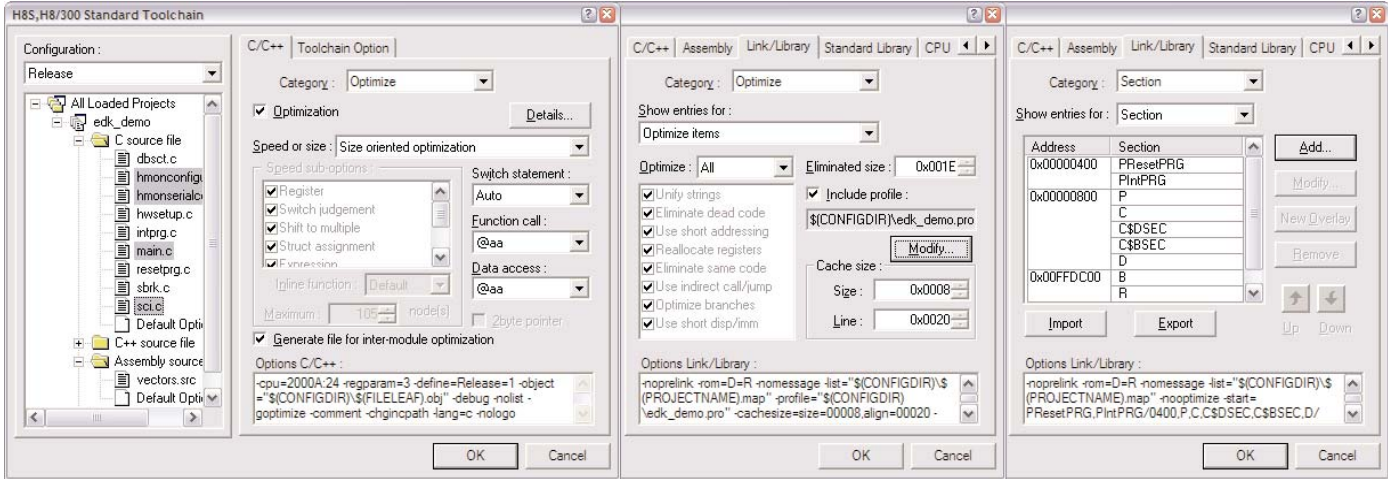 H8S,H8/300 Standard Toolchain
Configuration :
Release
All Loaded Projects
edk_demo
C source file
dbsct.c
hmonconfigu
hmonserialc
hwsetup.c
intprg.c
main.c
resetprg.c
sbrk.c
sci.c
Default Opti
C++ source file
Assembly source
vectors.src
Default Opti
C/C++ Toolchain Option
Category : Optimize
Optimization
Details...
Speed or size : Size oriented optimization
Speed sub-options :
Register
Switch judgement
Shift to multiple
Struct assignment
Expression
Switch statement :
Auto
Function call :
@aa
Data access :
@aa
Inline function : Default
Maximum : 105 node(s)
2byte pointer
Generate file for inter-module optimization
Options C/C++ :
-cpu=2000A:24 -regparam=3 -define=Release=1 -object
="$(CONFIGDIR)\$(FILELEAF).obj" -debug -nolist -
goptimize -comment -chgincpath -lang=c -nologo
OK Cancel
C/C++ Assembly Link/Library Standard Library CPU
Category : Optimize
Show entries for :
Optimize items
Optimize : All
Eliminated size : 0x001E
Unify strings
Eliminate dead code
Use short addressing
Reallocate registers
Eliminate same code
Use indirect call/jump
Optimize branches
Use short disp/imm
Include profile :
$(CONFIGDIR)\edk_demo.pro
Modify...
Cache size :
Size : 0x0008
Line : 0x0020
Options Link/Library :
-noprelink -rom=D=R -nomessage -list="$(CONFIGDIR)\$
(PROJECTNAME).map" -profile="$(CONFIGDIR)
\edk_demo.pro" -cachesize=size=00008,align=00020 -
OK Cancel
C/C++ Assembly Link/Library Standard Library CPU
Category : Section
Show entries for : Section
Address Section
0x00000400 PResetPRG
PIntPRG
0x00000800 P
C
C$DSEC
C$BSEC
D
0x00FFDC00 B
R
Add...
Modify...
New Overlay
Remove
Up Down
Import Export
Options Link/Library :
-noprelink -rom=D=R -nomessage -list="$(CONFIGDIR)\$
(PROJECTNAME).map" -nooptimize -start=
PResetPRG,PIntPRG/0400,P,C,C$DSEC,C$BSEC,D/
OK Cancel